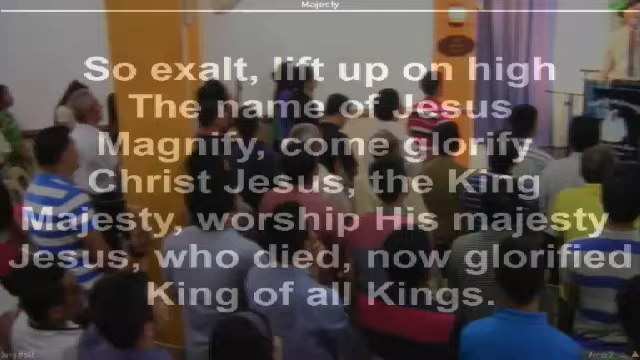 Majesty
So exalt, lift up on high
The name of Jesus
Magnify, come glorify
Christ Jesus, the King
Majesty, worship His majesty
Jesus, who died, now glorified
King of all Kings.